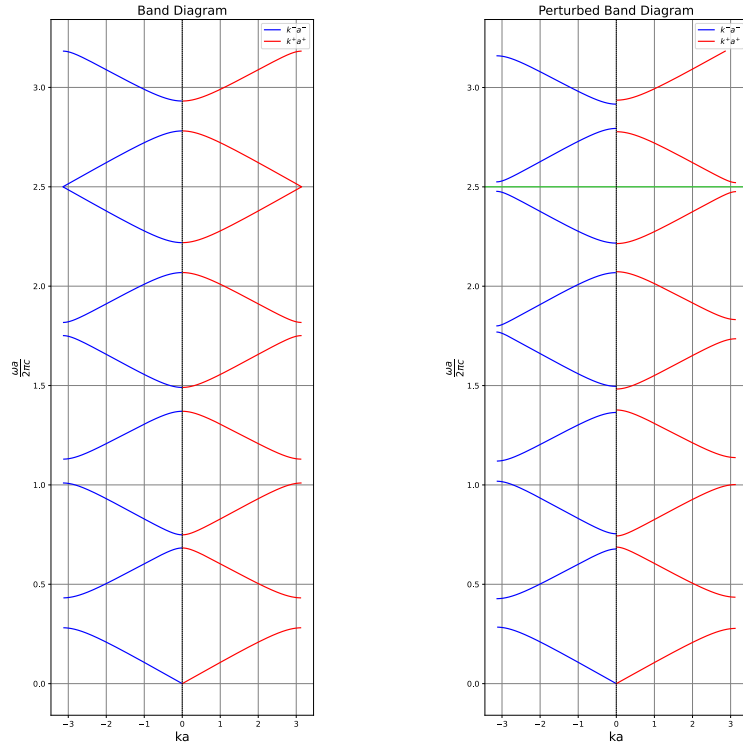 Band Diagram
k⁻a⁻
k⁺a⁺
3.0
2.5
2.0
1.5
1.0
0.5
0.0
ωa
2πc
−3 −2 −1 0 1 2 3
ka
Perturbed Band Diagram
k⁻a⁻
k⁺a⁺
3.0
2.5
2.0
1.5
1.0
0.5
0.0
ωa
2πc
−3 −2 −1 0 1 2 3
ka